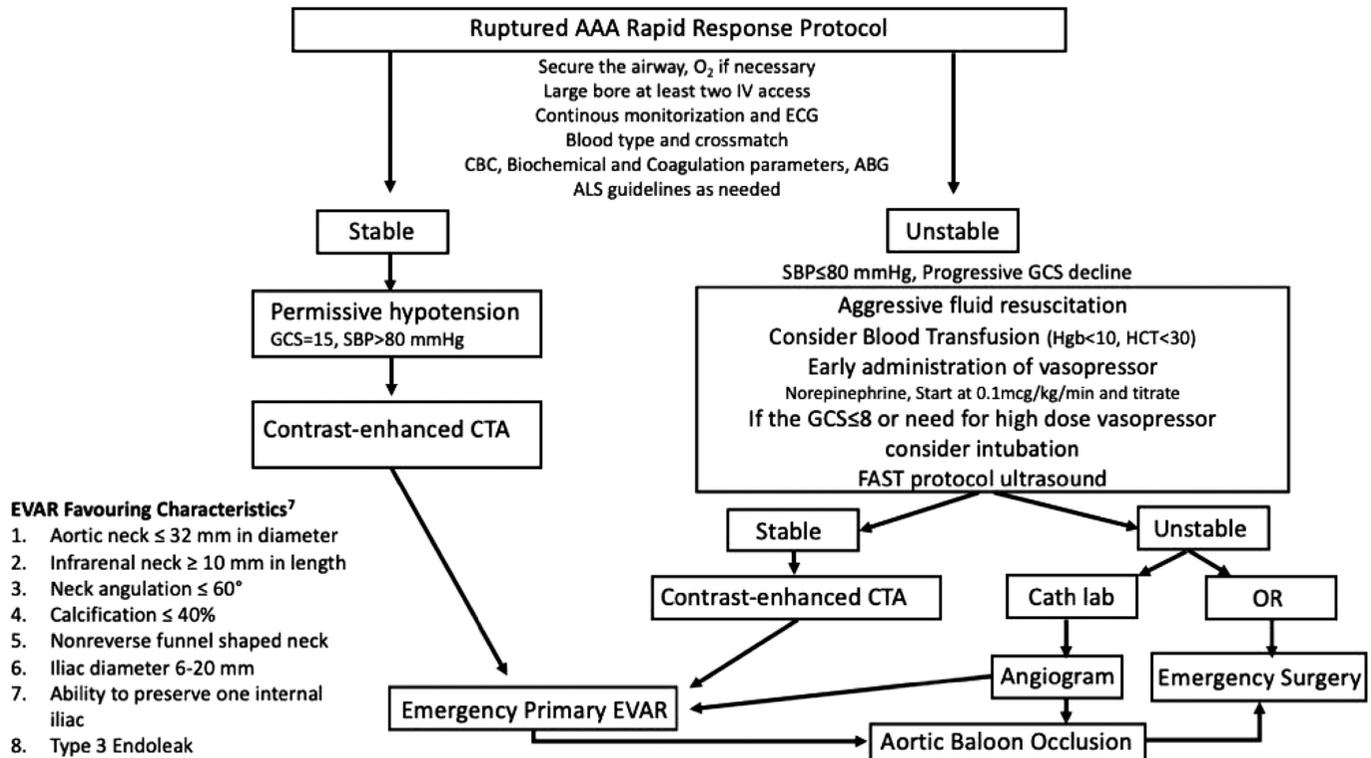 Ruptured AAA Rapid Response Protocol
Secure the airway, O₂ if necessary
Large bore at least two IV access
Continous monitorization and ECG
Blood type and crossmatch
CBC, Biochemical and Coagulation parameters, ABG
ALS guidelines as needed
Stable
Unstable
SBP≤80 mmHg, Progressive GCS decline
Permissive hypotension
GCS=15, SBP>80 mmHg
Aggressive fluid resuscitation
Consider Blood Transfusion (Hgb<10, HCT<30)
Early administration of vasopressor
Norepinephrine, Start at 0.1mcg/kg/min and titrate
If the GCS≤8 or need for high dose vasopressor
consider intubation
FAST protocol ultrasound
Contrast-enhanced CTA
EVAR Favouring Characteristics⁷
1. Aortic neck ≤ 32 mm in diameter
2. Infrarenal neck ≥ 10 mm in length
3. Neck angulation ≤ 60°
4. Calcification ≤ 40%
5. Nonreverse funnel shaped neck
6. Iliac diameter 6-20 mm
7. Ability to preserve one internal
iliac
8. Type 3 Endoleak
Stable
Unstable
Contrast-enhanced CTA
Cath lab
OR
Angiogram
Emergency Surgery
Emergency Primary EVAR
Aortic Baloon Occlusion